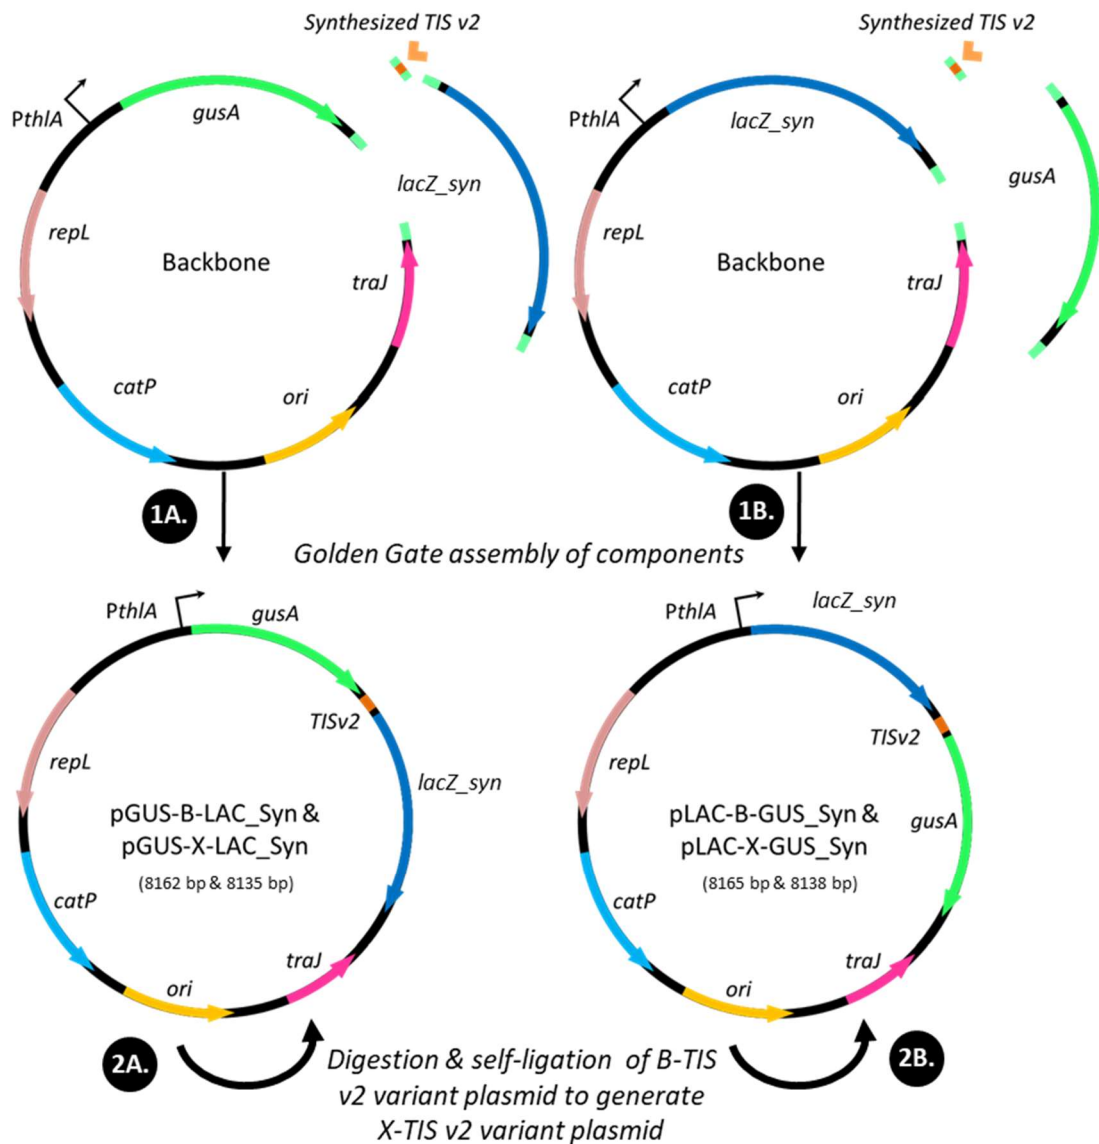 Synthesized TIS v2
PthlA
gusA
lacZ_syn
repL
Backbone
traJ
catP
ori
1A.
Synthesized TIS v2
PthlA
lacZ_syn
gusA
repL
Backbone
traJ
catP
ori
1B.
Golden Gate assembly of components
PthlA
gusA
TISv2
lacZ_syn
repL
pGUS-B-LAC_Syn &
pGUS-X-LAC_Syn
(8162 bp & 8135 bp)
catP
traJ
ori
2A.
PthlA
lacZ_syn
TISv2
repL
gusA
pLAC-B-GUS_Syn &
pLAC-X-GUS_Syn
(8165 bp & 8138 bp)
catP
traJ
ori
2B.
Digestion & self-ligation of B-TIS
v2 variant plasmid to generate
X-TIS v2 variant plasmid